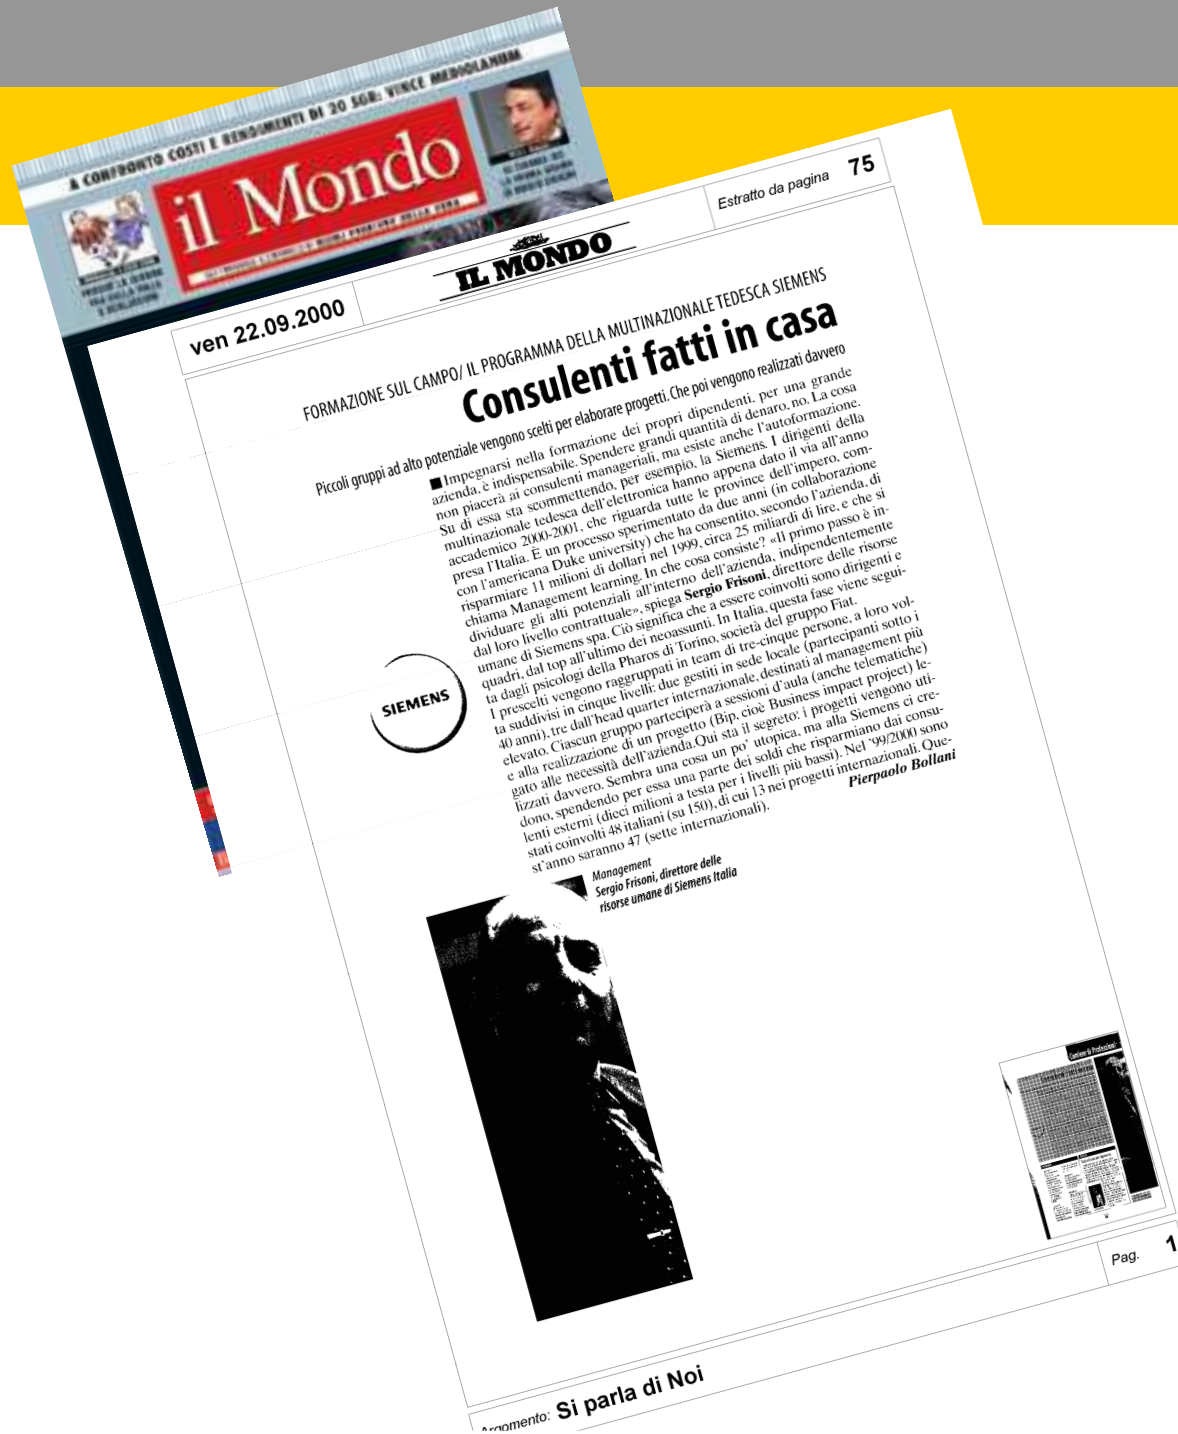 A CONFRONTO COSTI E RENDIMENTI DI 20 SGR: VINCE MEDIOLANUM
il Mondo
ven 22.09.2000
IL MONDO
Estratto da pagina 75
FORMAZIONE SUL CAMPO/ IL PROGRAMMA DELLA MULTINAZIONALE TEDESCA SIEMENS
Consulenti fatti in casa
Piccoli gruppi ad alto potenziale vengono scelti per elaborare progetti. Che poi vengono realizzati davvero
■ Impegnarsi nella formazione dei propri dipendenti, per una grande
azienda, è indispensabile. Spendere grandi quantità di denaro, no. La cosa
non piacerà ai consulenti manageriali, ma esiste anche l'autoformazione.
Su di essa sta scommettendo, per esempio, la Siemens. I dirigenti della
multinazionale tedesca dell'elettronica hanno appena dato il via all'anno
accademico 2000-2001, che riguarda tutte le province dell'impero, com-
presa l'Italia. È un processo sperimentato da due anni (in collaborazione
con l'americana Duke university) che ha consentito, secondo l'azienda, di
risparmiare 11 milioni di dollari nel 1999, circa 25 miliardi di lire, e che si
chiama Management learning. In che cosa consiste? «Il primo passo è in-
dividuare gli alti potenziali all'interno dell'azienda, indipendentemente
dal loro livello contrattuale», spiega Sergio Frisoni, direttore delle risorse
umane di Siemens spa. Ciò significa che a essere coinvolti sono dirigenti e
quadri, dal top all'ultimo dei neoassunti. In Italia, questa fase viene segui-
ta dagli psicologi della Pharos di Torino, società del gruppo Fiat.
I prescelti vengono raggruppati in team di tre-cinque persone, a loro vol-
ta suddivisi in cinque livelli: due gestiti in sede locale (partecipanti sotto i
40 anni), tre dall'head quarter internazionale, destinati al management più
elevato. Ciascun gruppo parteciperà a sessioni d'aula (anche telematiche)
e alla realizzazione di un progetto (Bip, cioè Business impact project) le-
gato alle necessità dell'azienda.Qui sta il segreto: i progetti vengono uti-
lizzati davvero. Sembra una cosa un po' utopica, ma alla Siemens ci cre-
dono, spendendo per essa una parte dei soldi che risparmiano dai consu-
lenti esterni (dieci milioni a testa per i livelli più bassi). Nel '99/2000 sono
stati coinvolti 48 italiani (su 150), di cui 13 nei progetti internazionali. Que-
st'anno saranno 47 (sette internazionali).
Pierpaolo Bollani
SIEMENS
Management
Sergio Frisoni, direttore delle
risorse umane di Siemens Italia
Pag. 1
Argomento: Si parla di Noi